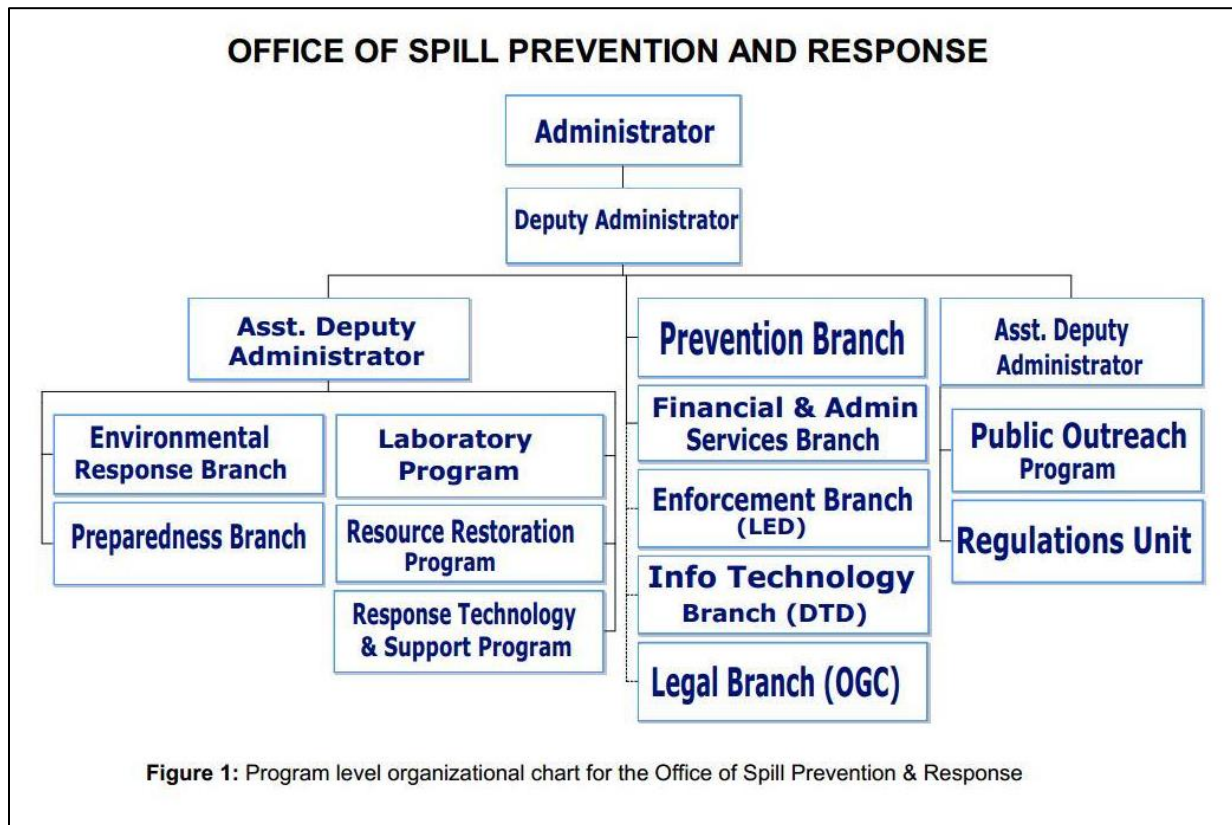 OFFICE OF SPILL PREVENTION AND RESPONSE
Administrator
Deputy Administrator
Asst. Deputy
Administrator
Environmental
Response Branch
Preparedness Branch
Laboratory
Program
Resource Restoration
Program
Response Technology
& Support Program
Prevention Branch
Financial & Admin
Services Branch
Enforcement Branch
(LED)
Info Technology
Branch (DTD)
Legal Branch (OGC)
Asst. Deputy
Administrator
Public Outreach
Program
Regulations Unit
Figure 1: Program level organizational chart for the Office of Spill Prevention & Response